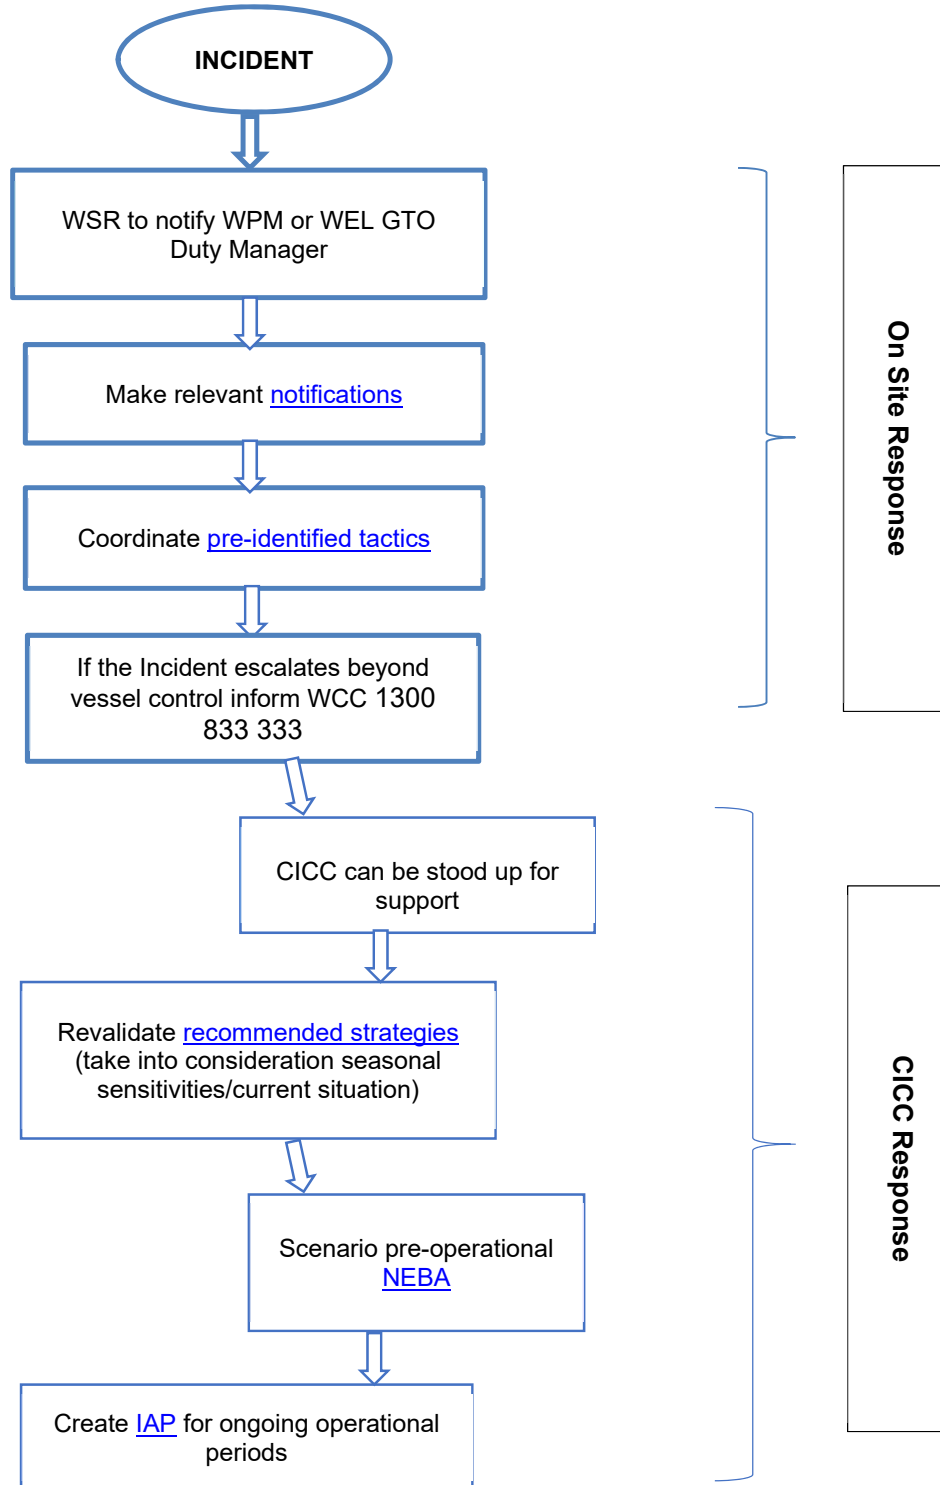 INCIDENT
WSR to notify WPM or WEL GTO
Duty Manager
Make relevant notifications
Coordinate pre-identified tactics
If the Incident escalates beyond
vessel control inform WCC 1300
833 333
On Site Response
CICC can be stood up for
support
Revalidate recommended strategies
(take into consideration seasonal
sensitivities/current situation)
Scenario pre-operational
NEBA
Create IAP for ongoing operational
periods
CICC Response